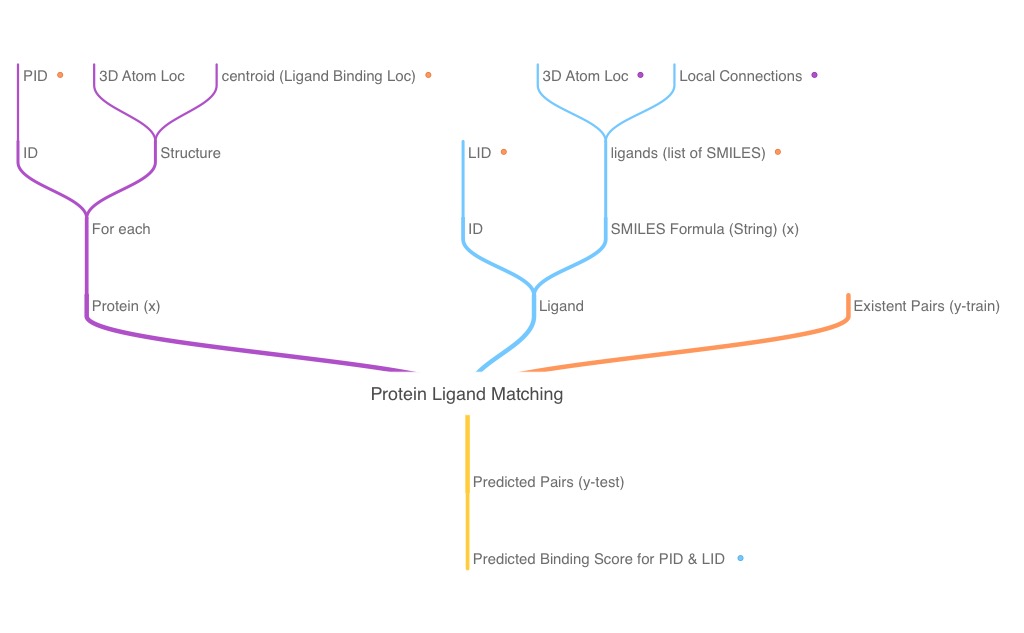 PID
3D Atom Loc
centroid (Ligand Binding Loc)
3D Atom Loc
Local Connections
ID
Structure
LID
ligands (list of SMILES)
For each
ID
SMILES Formula (String) (x)
Protein (x)
Ligand
Existent Pairs (y-train)
Protein Ligand Matching
Predicted Pairs (y-test)
Predicted Binding Score for PID & LID